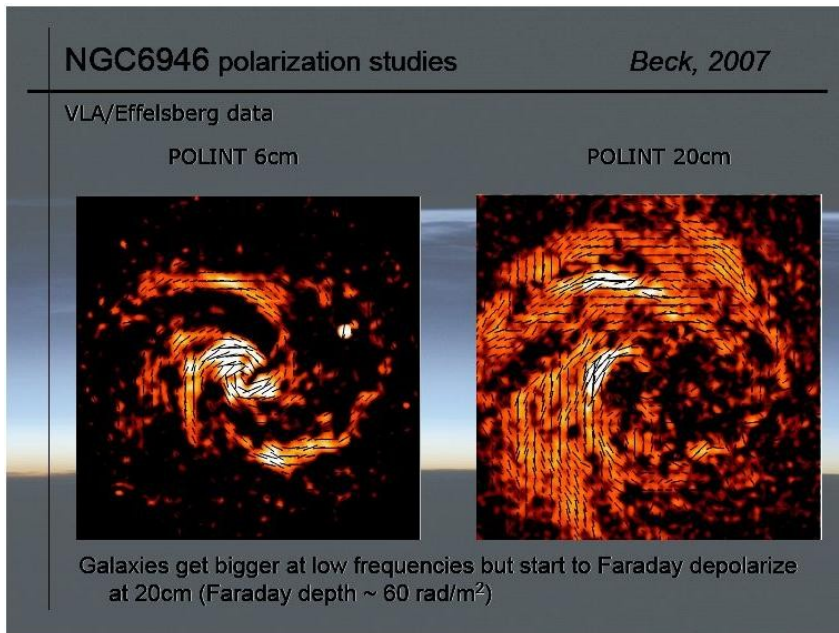 NGC6946 polarization studies Beck, 2007
VLA/Effelsberg data
POLINT 6cm POLINT 20cm
Galaxies get bigger at low frequencies but start to Faraday depolarize
at 20cm (Faraday depth ~ 60 rad/m²)